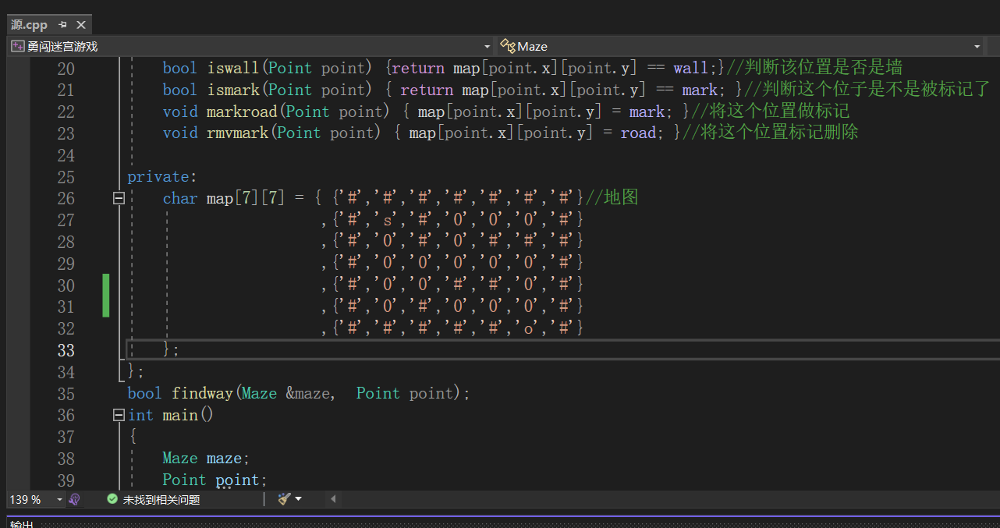 源.cpp
勇闯迷宫游戏 Maze
20 bool iswall(Point point) {return map[point.x][point.y] == wall;}//判断该位置是否是墙
21 bool ismark(Point point) { return map[point.x][point.y] == mark; }//判断这个位子是不是被标记了
22 void markroad(Point point) { map[point.x][point.y] = mark; }//将这个位置做标记
23 void rmvmark(Point point) { map[point.x][point.y] = road; }//将这个位置标记删除
24
25 private:
26 char map[7][7] = { {'#','#','#','#','#','#','#'}//地图
27 ,{'#','s','#','0','0','0','#'}
28 ,{'#','0','#','0','#','#','#'}
29 ,{'#','0','0','0','0','0','#'}
30 ,{'#','0','0','#','#','0','#'}
31 ,{'#','0','#','0','0','0','#'}
32 ,{'#','#','#','#','#','o','#'}
33 };
34 };
35 bool findway(Maze &maze, Point point);
36 int main()
37 {
38 Maze maze;
39 Point point;
139 % 未找到相关问题
输出